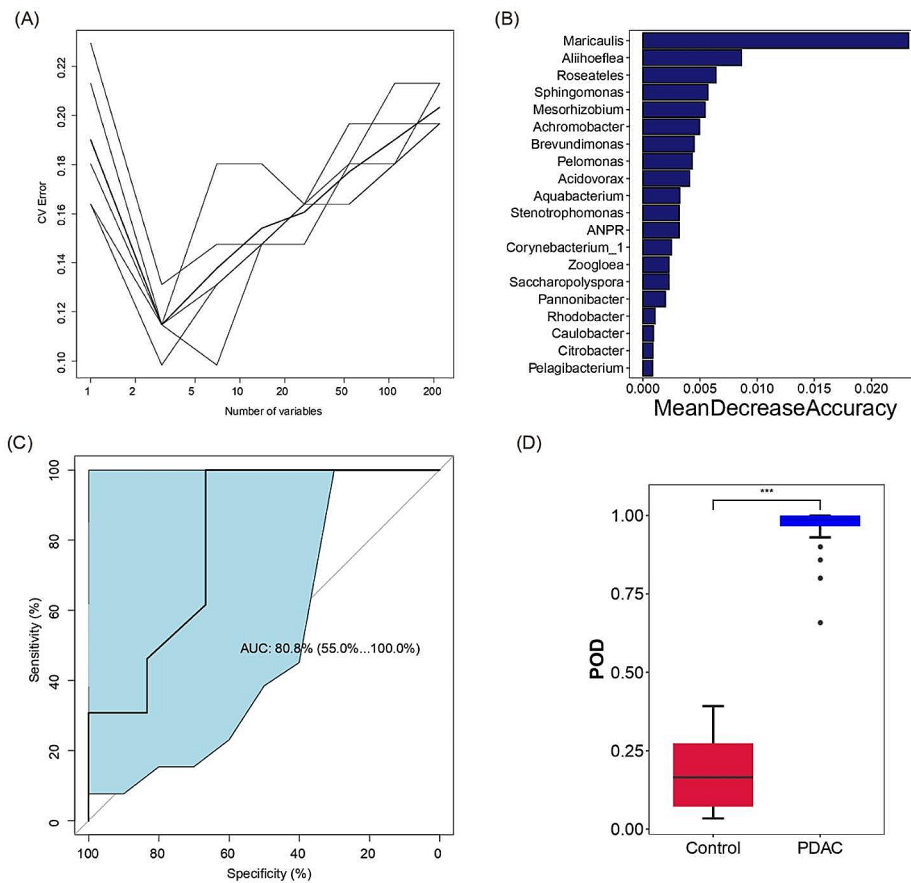 (A)
CV Error
0.22
0.20
0.18
0.16
0.14
0.12
0.10
1 2 5 10 20 50 100 200
Number of variables
(B)
Maricaulis
Aliihoeflea
Roseateles
Sphingomonas
Mesorhizobium
Achromobacter
Brevundimonas
Pelomonas
Acidovorax
Aquabacterium
Stenotrophomonas
ANPR
Corynebacterium_1
Zoogloea
Saccharopolyspora
Pannonibacter
Rhodobacter
Caulobacter
Citrobacter
Pelagibacterium
0.000 0.005 0.010 0.015 0.020
MeanDecreaseAccuracy
(C)
Sensitivity (%)
100
80
60
40
20
0
AUC: 80.8% (55.0%...100.0%)
100 80 60 40 20 0
Specificity (%)
(D)
***
POD
1.00
0.75
0.50
0.25
0.00
Control PDAC